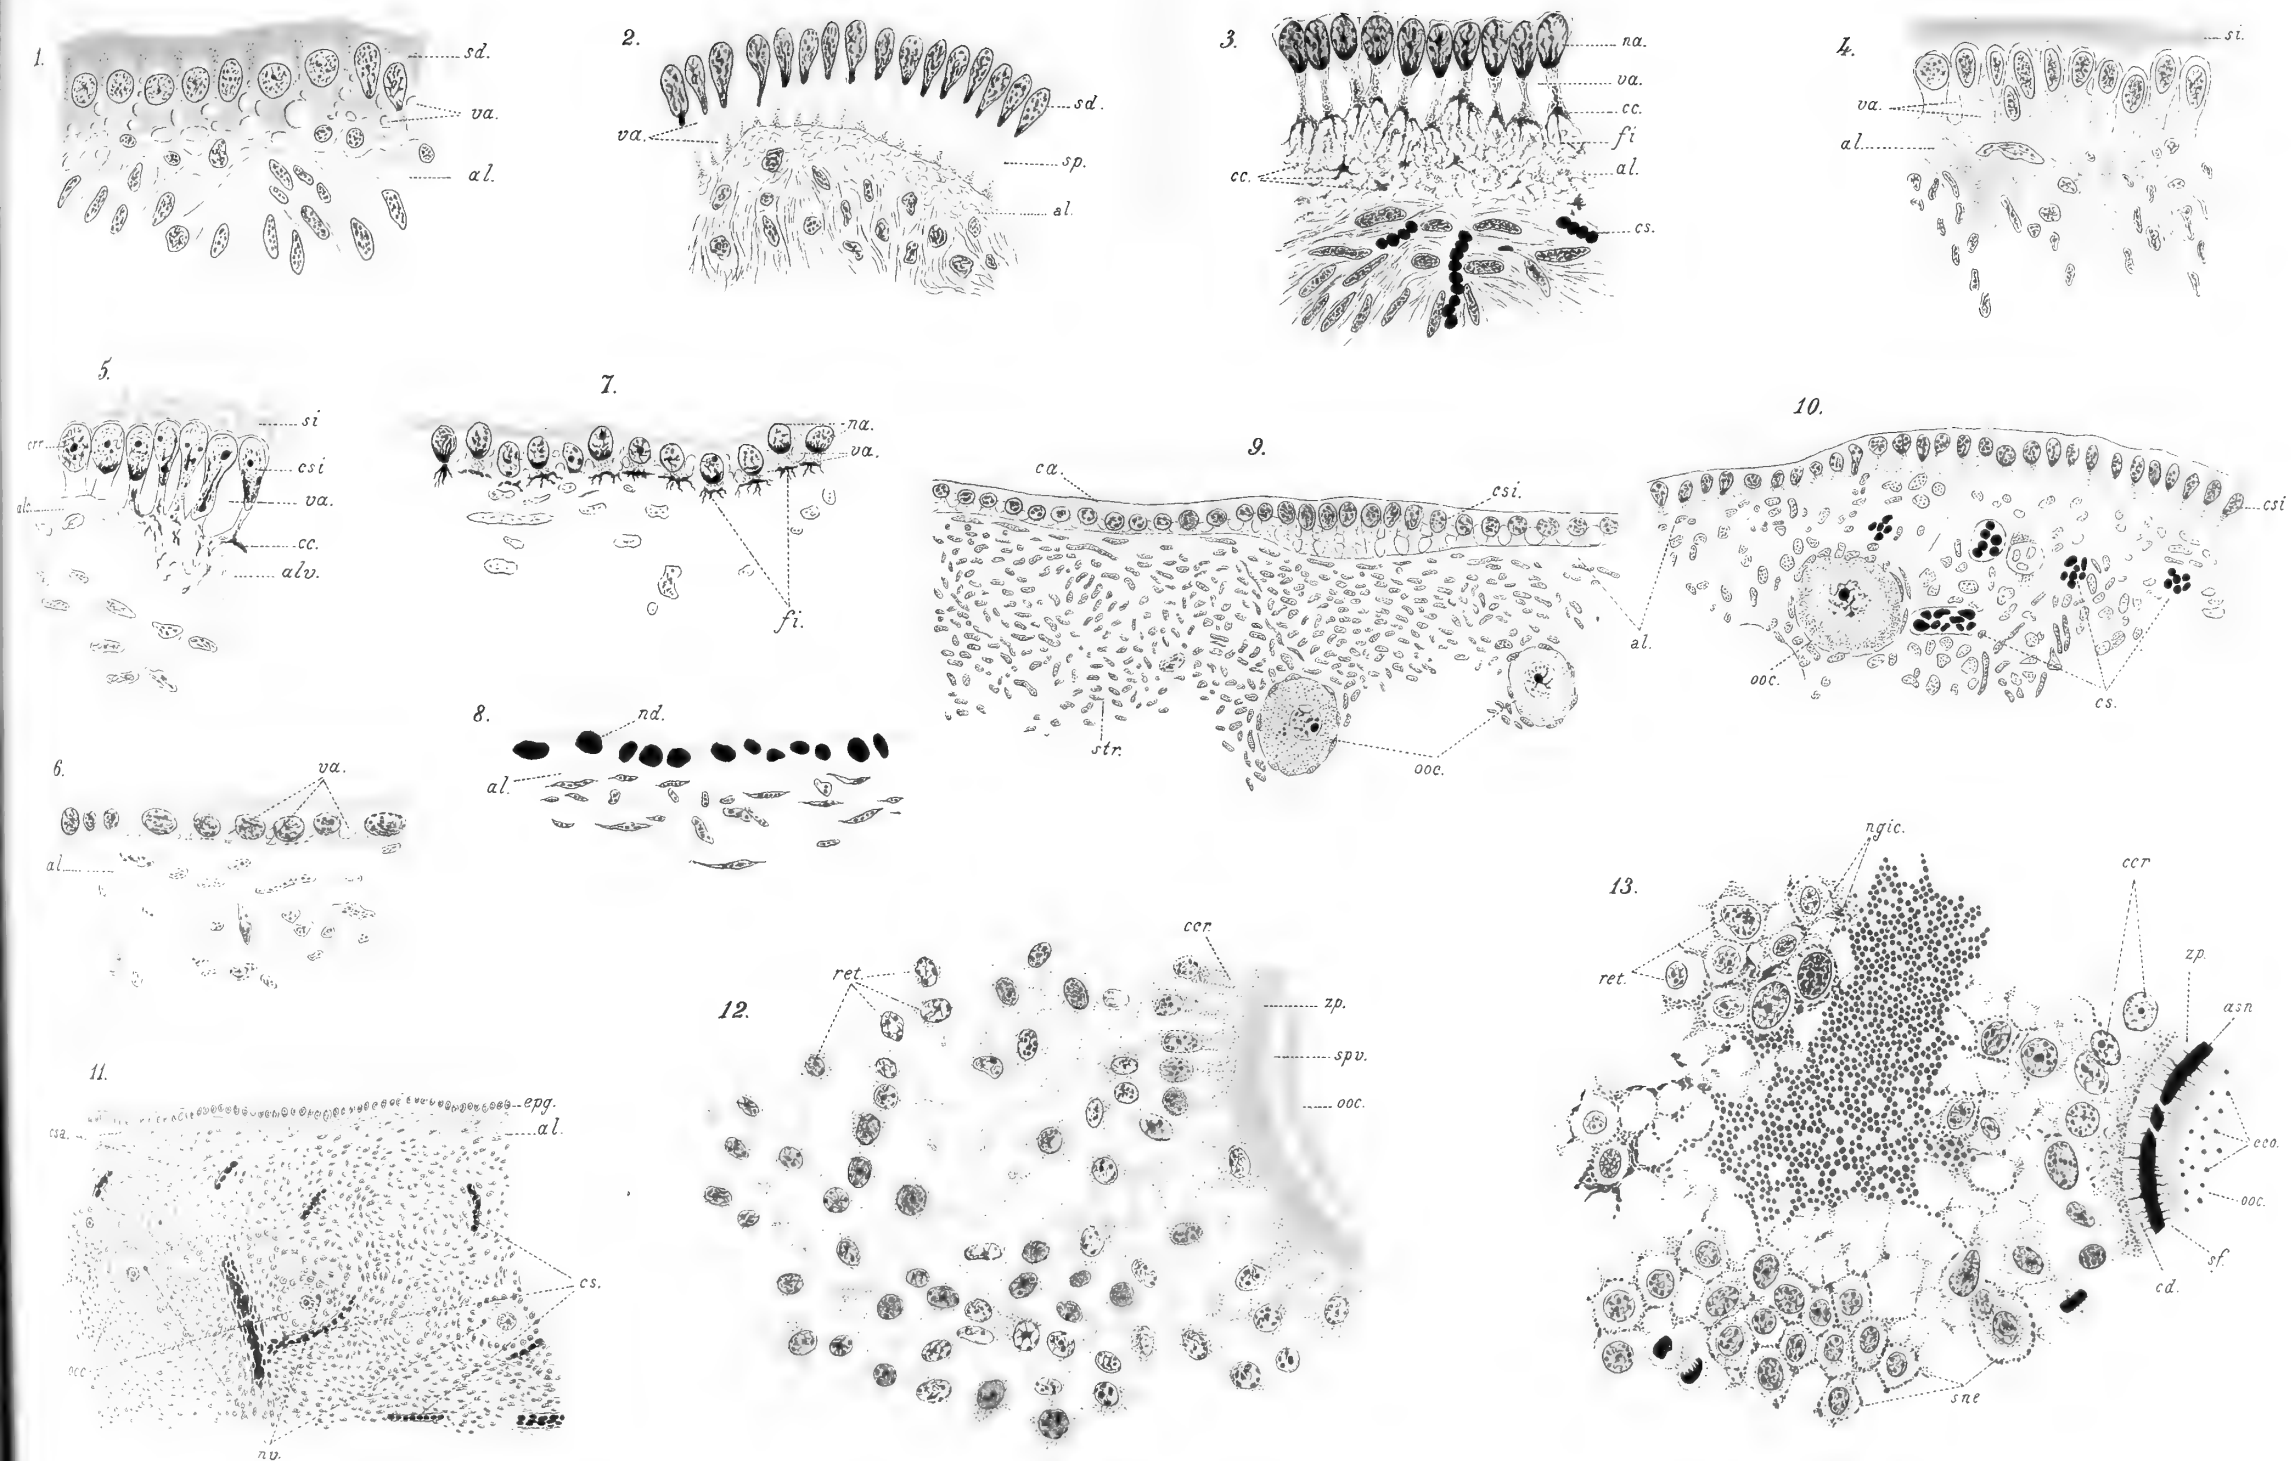 1.
sd.
va.
al.
2.
va.
sd.
sp.
al.
3.
na.
va.
cc.
fi
al.
cc.
cs.
4.
si.
va.
al.
5.
si
csi
va.
cc.
alv.
7.
na.
va.
fi.
9.
ca.
csi.
str.
ooc.
al.
10.
csi
ooc.
cs.
6.
va.
al.
8.
nd.
al.
11.
epg.
al.
csa.
cs.
nv.
12.
ret.
ccr.
zp.
spv.
ooc.
13.
ngic.
ccr
ret.
zp.
asn
cco.
ooc.
sf.
cd.
sne